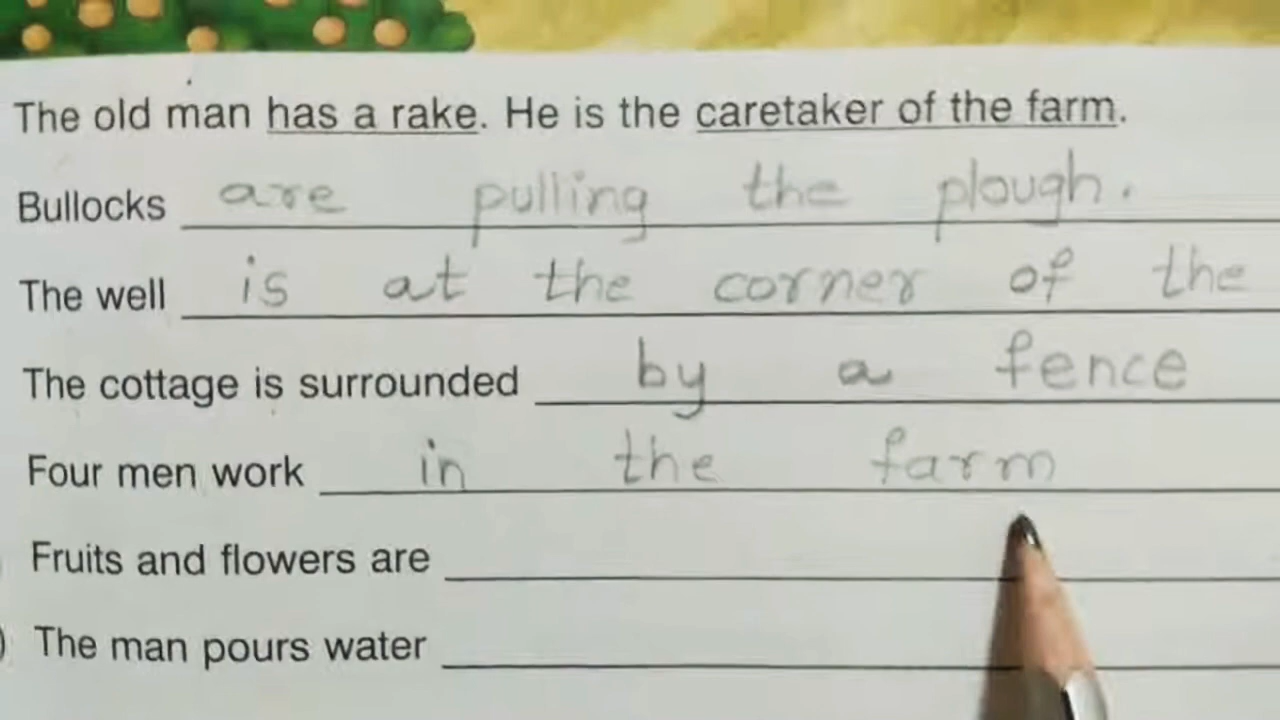 The old man has a rake. He is the caretaker of the farm.
Bullocks are pulling the plough.
The well is at the corner of the
The cottage is surrounded by a fence
Four men work in the farm
Fruits and flowers are
) The man pours water